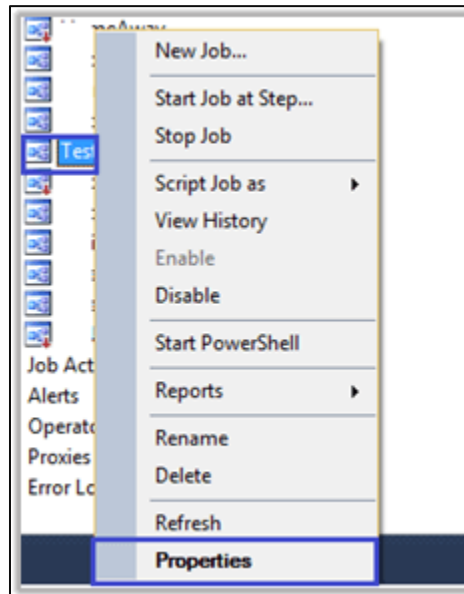 New Job...
Start Job at Step...
Test
Stop Job
Script Job as
View History
Enable
Disable
Start PowerShell
Job Act
Reports
Alerts
Operato
Rename
Proxies
Delete
Error Lo
Refresh
Properties